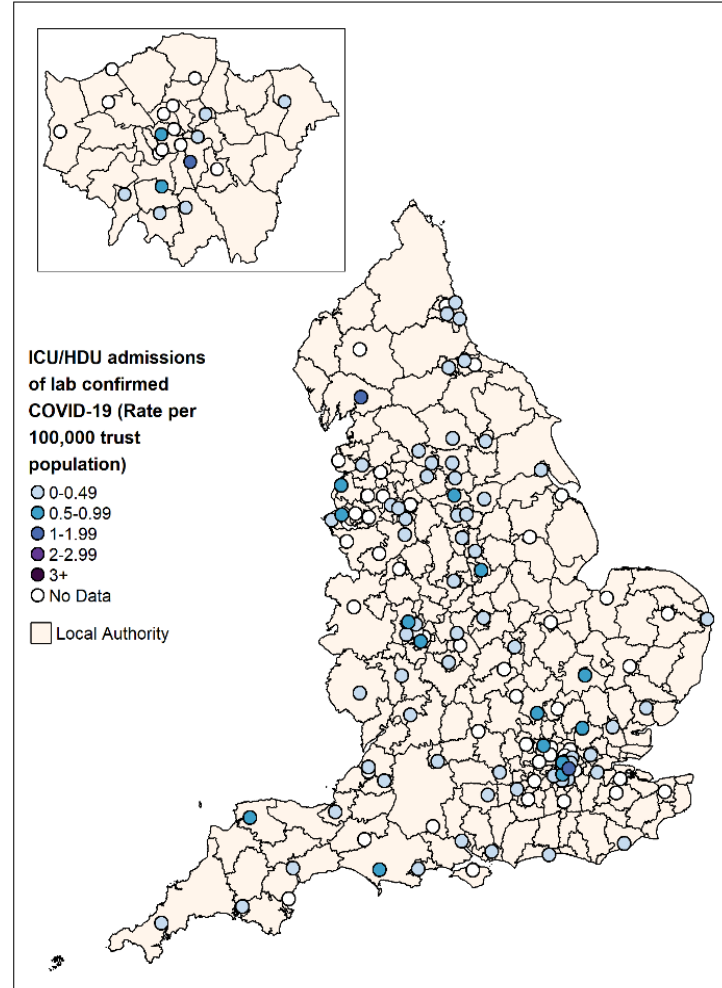 ICU/HDU admissions
of lab confirmed
COVID-19 (Rate per
100,000 trust
population)
0-0.49
0.5-0.99
1-1.99
2-2.99
3+
No Data
Local Authority